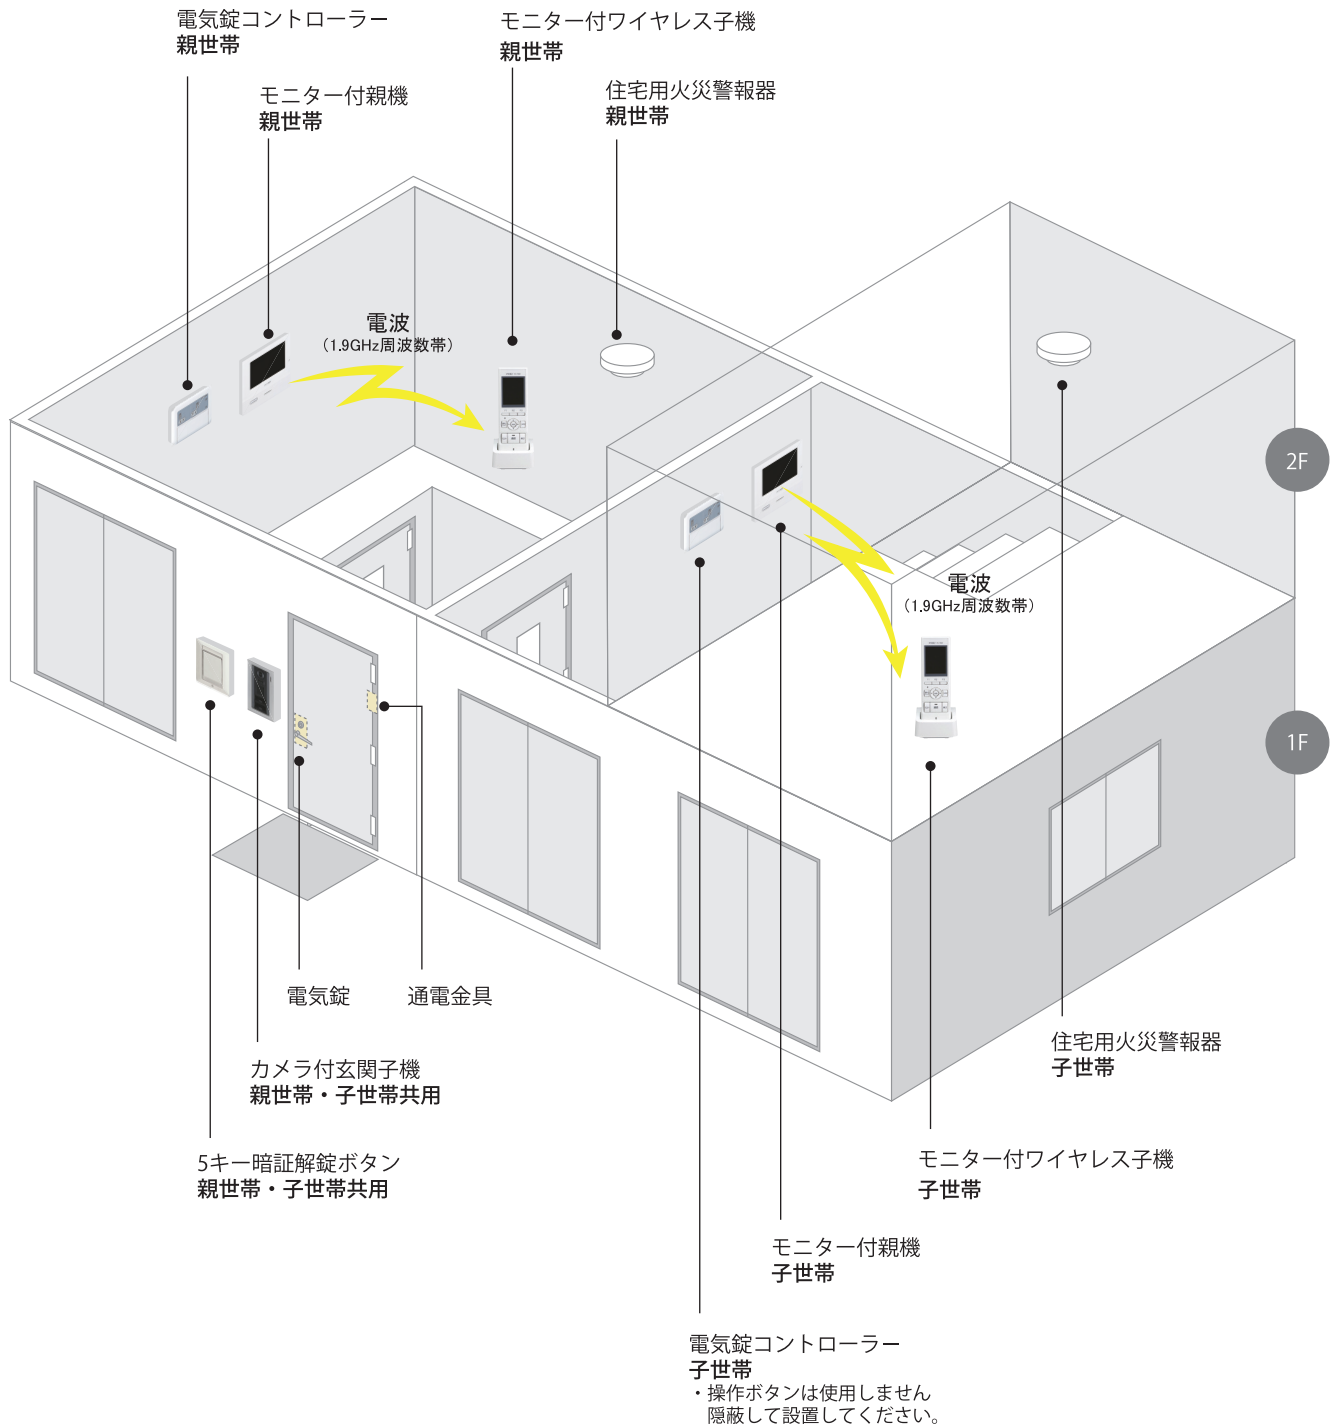 電気錠コントローラー
親世帯
モニター付ワイヤレス子機
親世帯
モニター付親機
親世帯
住宅用火災警報器
親世帯
電波
（1.9GHz周波数帯）
2F
電波
（1.9GHz周波数帯）
1F
電気錠
通電金具
カメラ付玄関子機
親世帯・子世帯共用
5キー暗証解錠ボタン
親世帯・子世帯共用
住宅用火災警報器
子世帯
モニター付ワイヤレス子機
子世帯
モニター付親機
子世帯
電気錠コントローラー
子世帯
・操作ボタンは使用しません
隠蔽して設置してください。